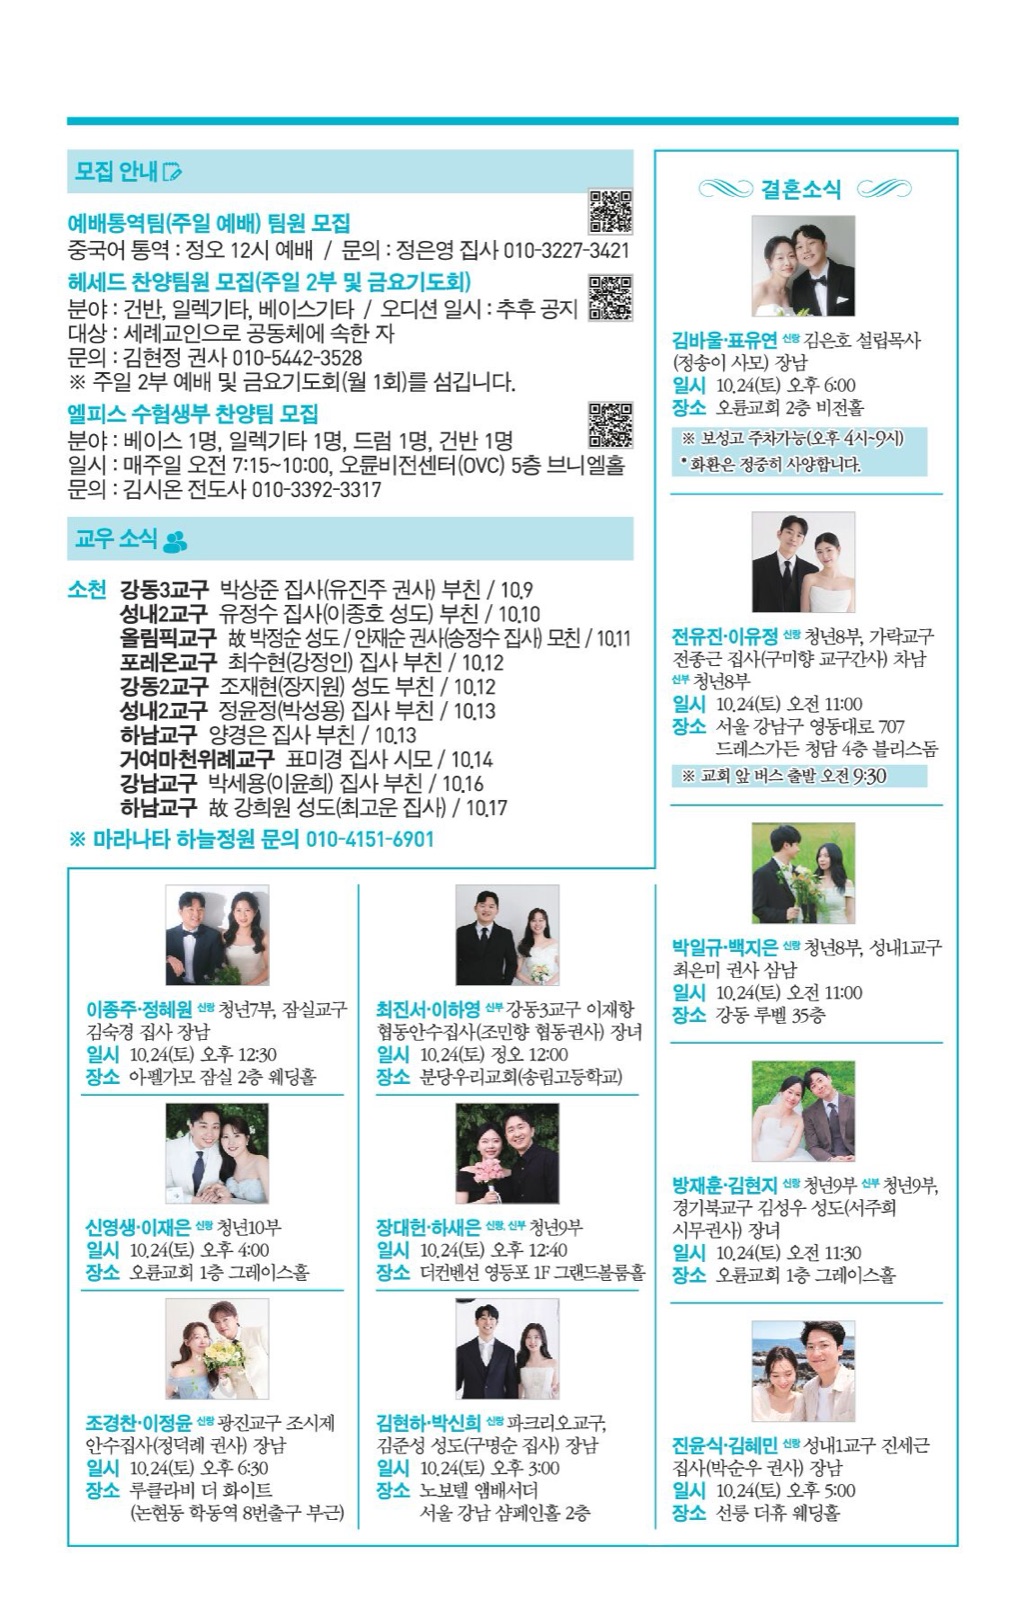 모집 안내
예배통역팀(주일 예배) 팀원 모집
중국어 통역 : 정오 12시 예배 / 문의 : 정은영 집사 010-3227-3421
헤세드 찬양팀원 모집(주일 2부 및 금요기도회)
분야 : 건반, 일렉기타, 베이스기타 / 오디션 일시 : 추후 공지
대상 : 세례교인으로 공동체에 속한 자
문의 : 김현정 권사 010-5442-3528
※ 주일 2부 예배 및 금요기도회(월 1회)를 섬깁니다.
엘피스 수험생부 찬양팀 모집
분야 : 베이스 1명, 일렉기타 1명, 드럼 1명, 건반 1명
일시 : 매주일 오전 7:15~10:00, 오륜비전센터(OVC) 5층 브니엘홀
문의 : 김시온 전도사 010-3392-3317
교우 소식
소천 강동3교구 박상준 집사(유진주 권사) 부친 / 10.9
성내2교구 유정수 집사(이종호 성도) 부친 / 10.10
올림픽교구 故 박정순 성도 / 안재순 권사(송정수 집사) 모친 / 10.11
포레온교구 최수현(강정인) 집사 부친 / 10.12
강동2교구 조재현(장지원) 성도 부친 / 10.12
성내2교구 정윤정(박성용) 집사 부친 / 10.13
하남교구 양경은 집사 부친 / 10.13
거여마천위례교구 표미경 집사 시모 / 10.14
강남교구 박세용(이윤희) 집사 부친 / 10.16
하남교구 故 강희원 성도(최고운 집사) / 10.17
※ 마라나타 하늘정원 문의 010-4151-6901
결혼소식
김바울·표유연 신랑 김은호 설립목사
(정송이 사모) 장남
일시 10.24(토) 오후 6:00
장소 오륜교회 2층 비전홀
※ 보성고 주차가능(오후 4시~9시)
* 화환은 정중히 사양합니다.
전유진·이유정 신랑 청년8부, 가락교구
전종근 집사(구미향 교구간사) 차남
신부 청년8부
일시 10.24(토) 오전 11:00
장소 서울 강남구 영동대로 707
드레스가든 청담 4층 블리스돔
※ 교회 앞 버스 출발 오전 9:30
박일규·백지은 신랑 청년8부, 성내1교구
최은미 권사 삼남
일시 10.24(토) 오전 11:00
장소 강동 루벨 35층
방재훈·김현지 신랑 청년9부 신부 청년9부,
경기북교구 김성우 성도(서주희
시무권사) 장녀
일시 10.24(토) 오전 11:30
장소 오륜교회 1층 그레이스홀
진윤식·김혜민 신랑 성내1교구 진세근
집사(박순우 권사) 장남
일시 10.24(토) 오후 5:00
장소 선릉 더휴 웨딩홀
이종주·정혜원 신랑 청년7부, 잠실교구
김숙경 집사 장남
일시 10.24(토) 오후 12:30
장소 아펠가모 잠실 2층 웨딩홀
신영생·이재은 신랑 청년10부
일시 10.24(토) 오후 4:00
장소 오륜교회 1층 그레이스홀
조경찬·이정윤 신랑 광진교구 조시제
안수집사(정덕례 권사) 장남
일시 10.24(토) 오후 6:30
장소 루클라비 더 화이트
(논현동 학동역 8번출구 부근)
최진서·이하영 신부 강동3교구 이재항
협동안수집사(조민향 협동권사) 장녀
일시 10.24(토) 정오 12:00
장소 분당우리교회(송림고등학교)
장대헌·하새은 신랑, 신부 청년9부
일시 10.24(토) 오후 12:40
장소 더컨벤션 영등포 1F 그랜드볼룸홀
김현하·박신희 신랑 파크리오교구,
김준성 성도(구명순 집사) 장남
일시 10.24(토) 오후 3:00
장소 노보텔 앰배서더
서울 강남 샴페인홀 2층